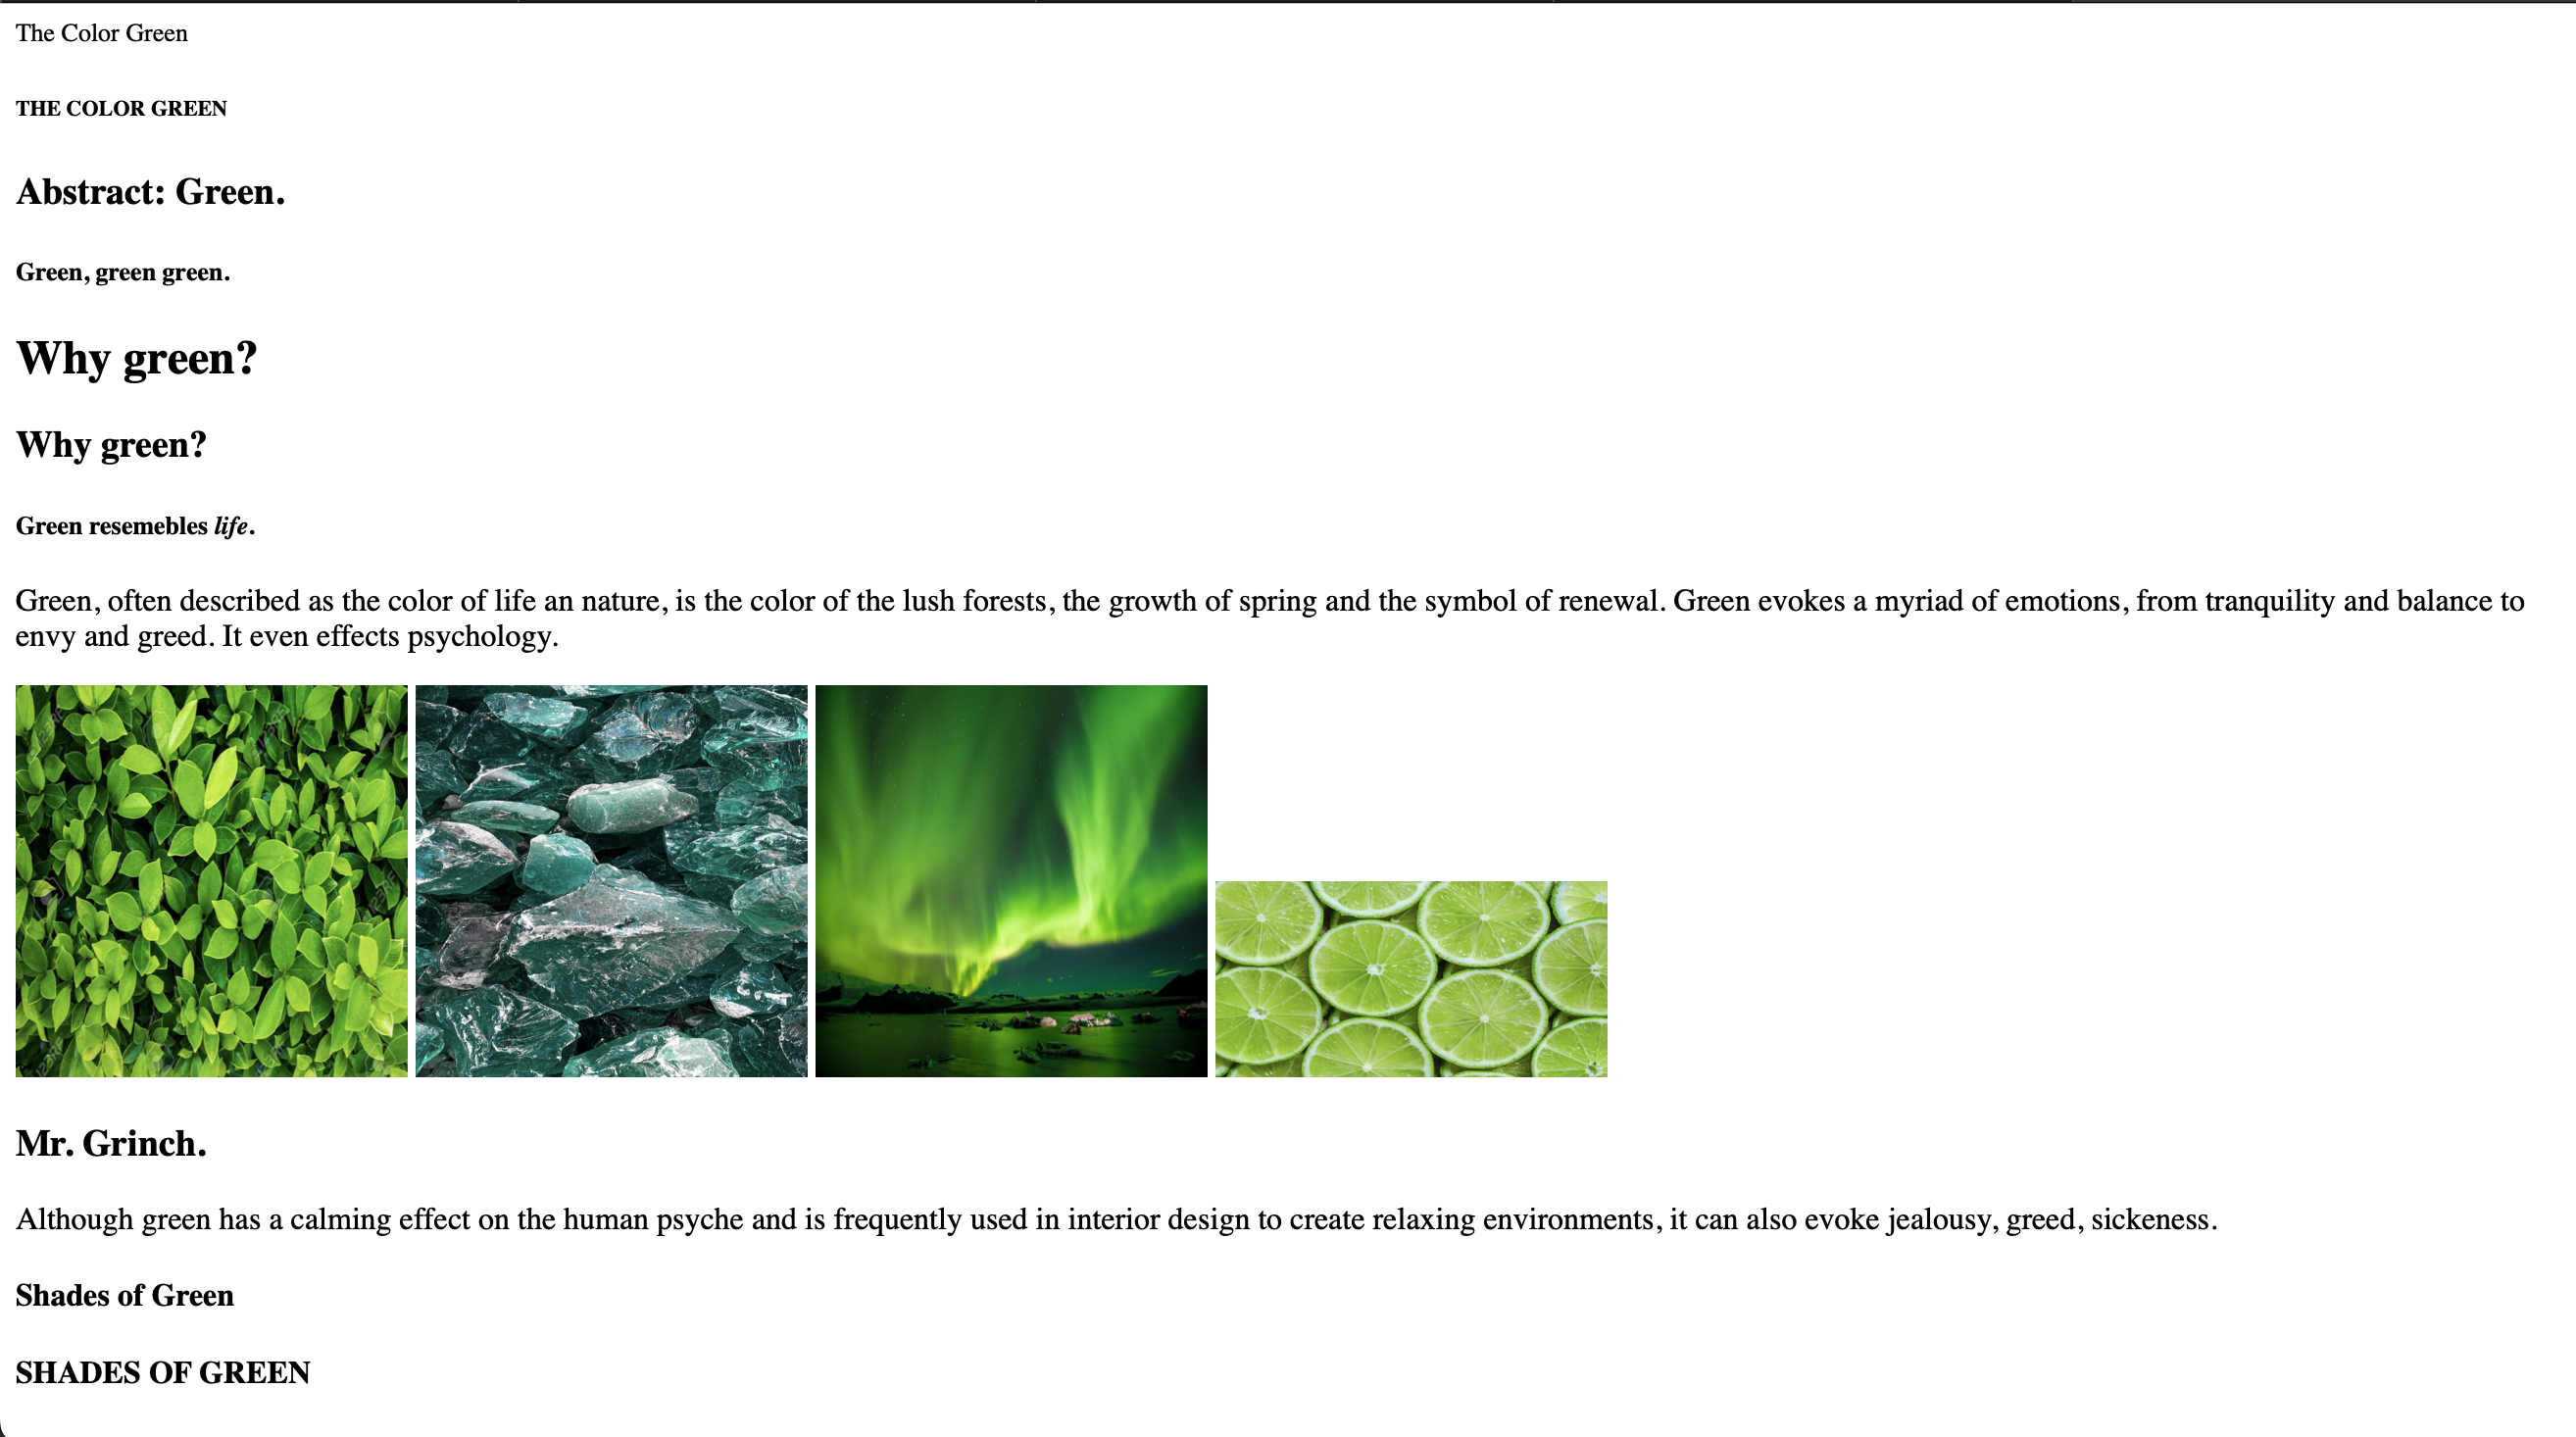 The Color Green
THE COLOR GREEN
Abstract: Green.
Green, green green.
Why green?
Why green?
Green resemebles life.
Green, often described as the color of life an nature, is the color of the lush forests, the growth of spring and the symbol of renewal. Green evokes a myriad of emotions, from tranquility and balance to
envy and greed. It even effects psychology.
Mr. Grinch.
Although green has a calming effect on the human psyche and is frequently used in interior design to create relaxing environments, it can also evoke jealousy, greed, sickeness.
Shades of Green
SHADES OF GREEN